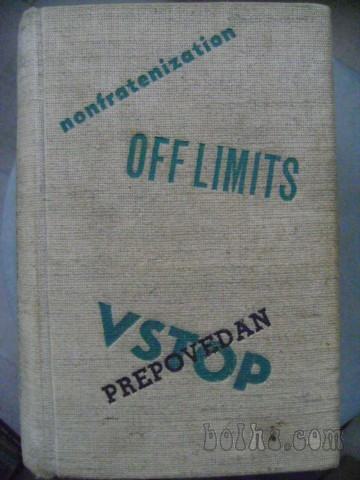 nonfratenization
OFF LIMITS
VSTOP
PREPOVEDAN
bolha.com